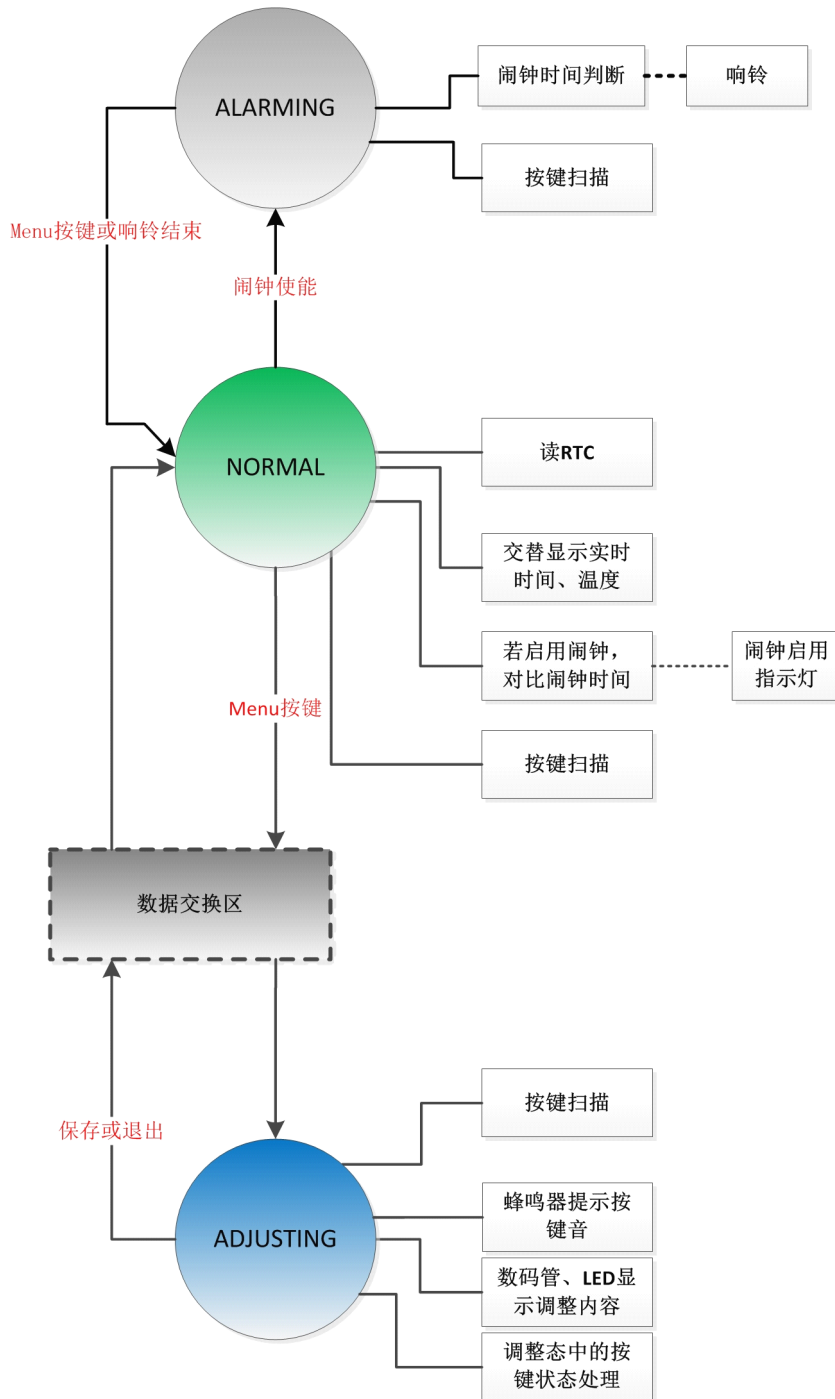 ALARMING
闹钟时间判断
响铃
按键扫描
Menu按键或响铃结束
闹钟使能
NORMAL
读RTC
交替显示实时
时间、温度
若启用闹钟，
对比闹钟时间
闹钟启用
指示灯
Menu按键
按键扫描
数据交换区
按键扫描
保存或退出
ADJUSTING
蜂鸣器提示按
键音
数码管、LED显
示调整内容
调整态中的按
键状态处理